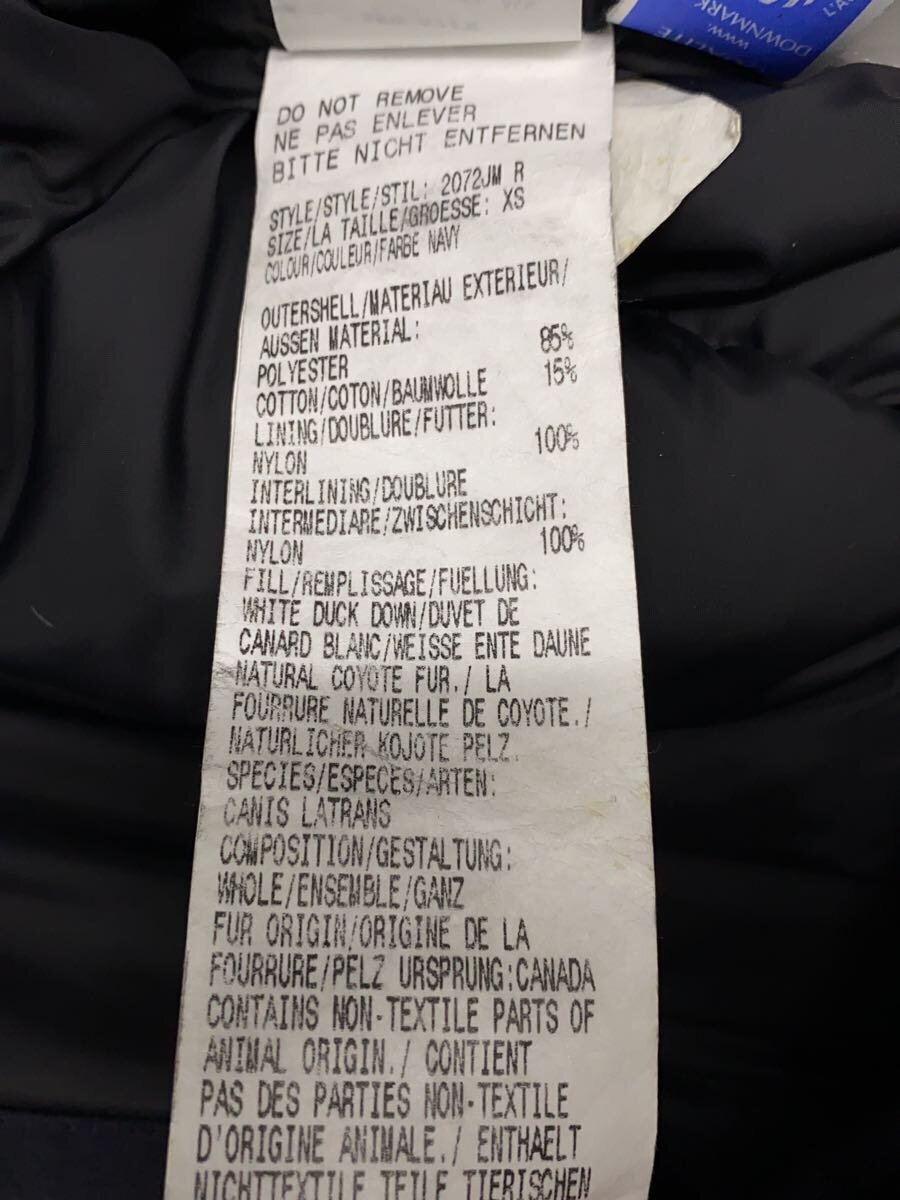 DOWNMARK
www
DO NOT REMOVE
NE PAS ENLEVER
BITTE NICHT ENTFERNEN
STYLE/STYLE/STIL: 2072JM R
SIZE/LA TAILLE/GROESSE: XS
COLOUR/COULEUR/FARBE NAVY
OUTERSHELL/MATERIAU EXTERIEUR/
AUSSEN MATERIAL:
POLYESTER 85%
COTTON/COTON/BAUMWOLLE 15%
LINING/DOUBLURE/FUTTER:
NYLON 100%
INTERLINING/DOUBLURE
INTERMEDIARE/ZWISCHENSCHICHT:
NYLON 100%
FILL/REMPLISSAGE/FUELLUNG:
WHITE DUCK DOWN/DUVET DE
CANARD BLANC/WEISSE ENTE DAUNE
NATURAL COYOTE FUR./ LA
FOURRURE NATURELLE DE COYOTE./
NATURLICHER KOJOTE PELZ.
SPECIES/ESPECES/ARTEN:
CANIS LATRANS
COMPOSITION/GESTALTUNG:
WHOLE/ENSEMBLE/GANZ
FUR ORIGIN/ORIGINE DE LA
FOURRURE/PELZ URSPRUNG:CANADA
CONTAINS NON-TEXTILE PARTS OF
ANIMAL ORIGIN./ CONTIENT
PAS DES PARTIES NON-TEXTILE
D'ORIGINE ANIMALE./ ENTHAELT
NICHTTEXTILE TEILE TIERISCHEN